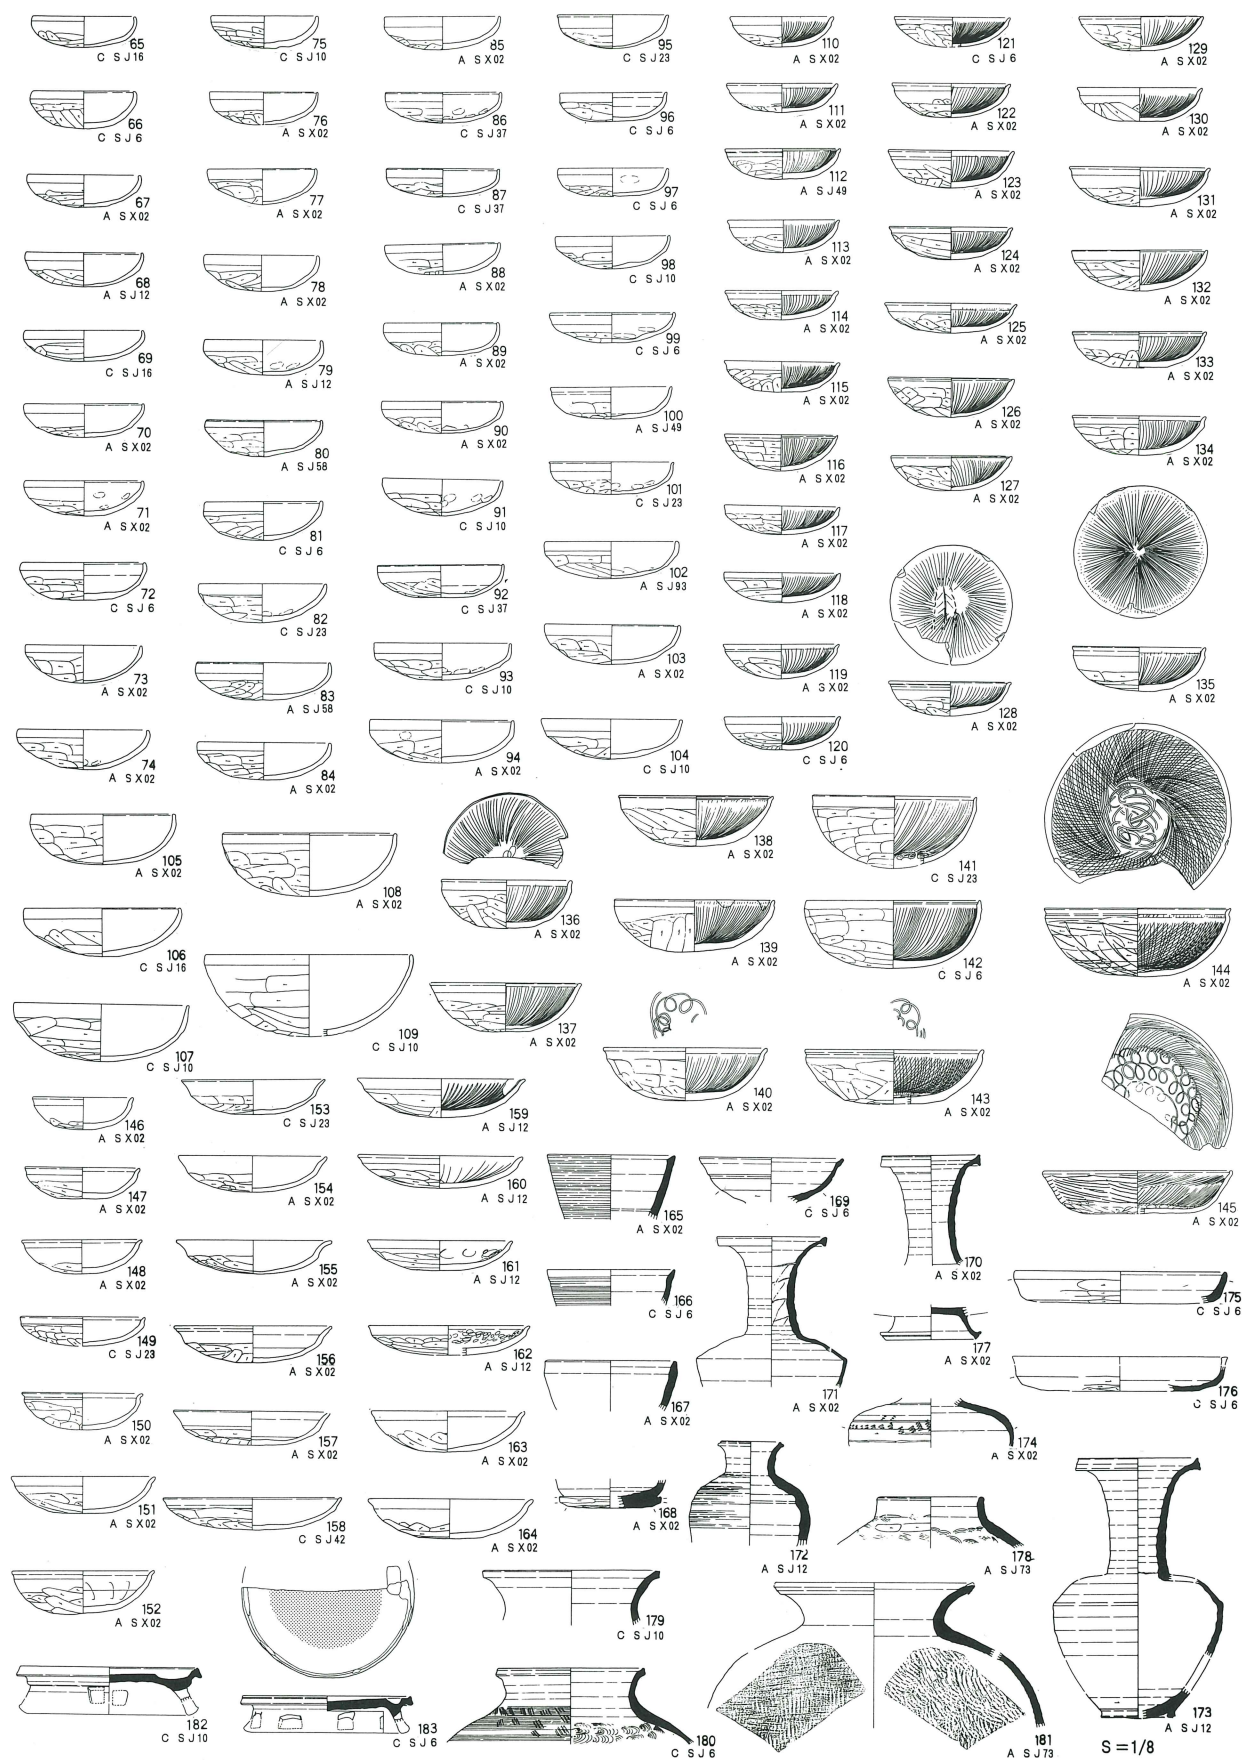 65
C SJ16
75
C SJ10
85
A SX02
95
C SJ23
110
A SX02
121
C SJ6
129
A SX02
66
C SJ6
76
A SX02
86
C SJ37
96
C SJ6
111
A SX02
122
A SX02
130
A SX02
67
A SX02
77
A SX02
87
C SJ37
97
C SJ6
112
A SJ49
123
A SX02
131
A SX02
68
A SJ12
78
A SX02
88
A SX02
98
C SJ10
113
A SX02
124
A SX02
132
A SX02
69
C SJ16
79
A SJ12
89
A SX02
99
C SJ6
114
A SX02
125
A SX02
133
A SX02
70
A SX02
80
A SJ58
90
A SX02
100
A SJ49
115
A SX02
126
A SX02
134
A SX02
71
A SX02
81
C SJ6
91
C SJ10
101
C SJ23
116
A SX02
127
A SX02
72
C SJ6
82
C SJ23
92
C SJ37
102
A SJ93
117
A SX02
118
A SX02
73
A SX02
83
A SJ58
93
C SJ10
103
A SX02
119
A SX02
128
A SX02
135
A SX02
74
A SX02
84
A SX02
94
A SX02
104
C SJ10
120
C SJ6
105
A SX02
108
A SX02
136
A SX02
138
A SX02
141
C SJ23
106
C SJ16
109
C SJ10
137
A SX02
139
A SX02
142
C SJ6
144
A SX02
107
C SJ10
140
A SX02
143
A SX02
146
A SX02
153
C SJ23
159
A SJ12
147
A SX02
154
A SX02
160
A SJ12
165
A SX02
169
C SJ6
170
A SX02
145
A SX02
148
A SX02
155
A SX02
161
A SJ12
166
C SJ6
171
A SX02
177
A SX02
175
C SJ6
149
C SJ23
156
A SX02
162
A SJ12
167
A SX02
176
C SJ6
150
A SX02
157
A SX02
163
A SX02
174
A SX02
151
A SX02
158
C SJ42
164
A SX02
168
A SX02
172
A SJ12
178
A SJ73
152
A SX02
179
C SJ10
173
A SJ12
182
C SJ10
183
C SJ6
180
C SJ6
181
A SJ73
S=1/8